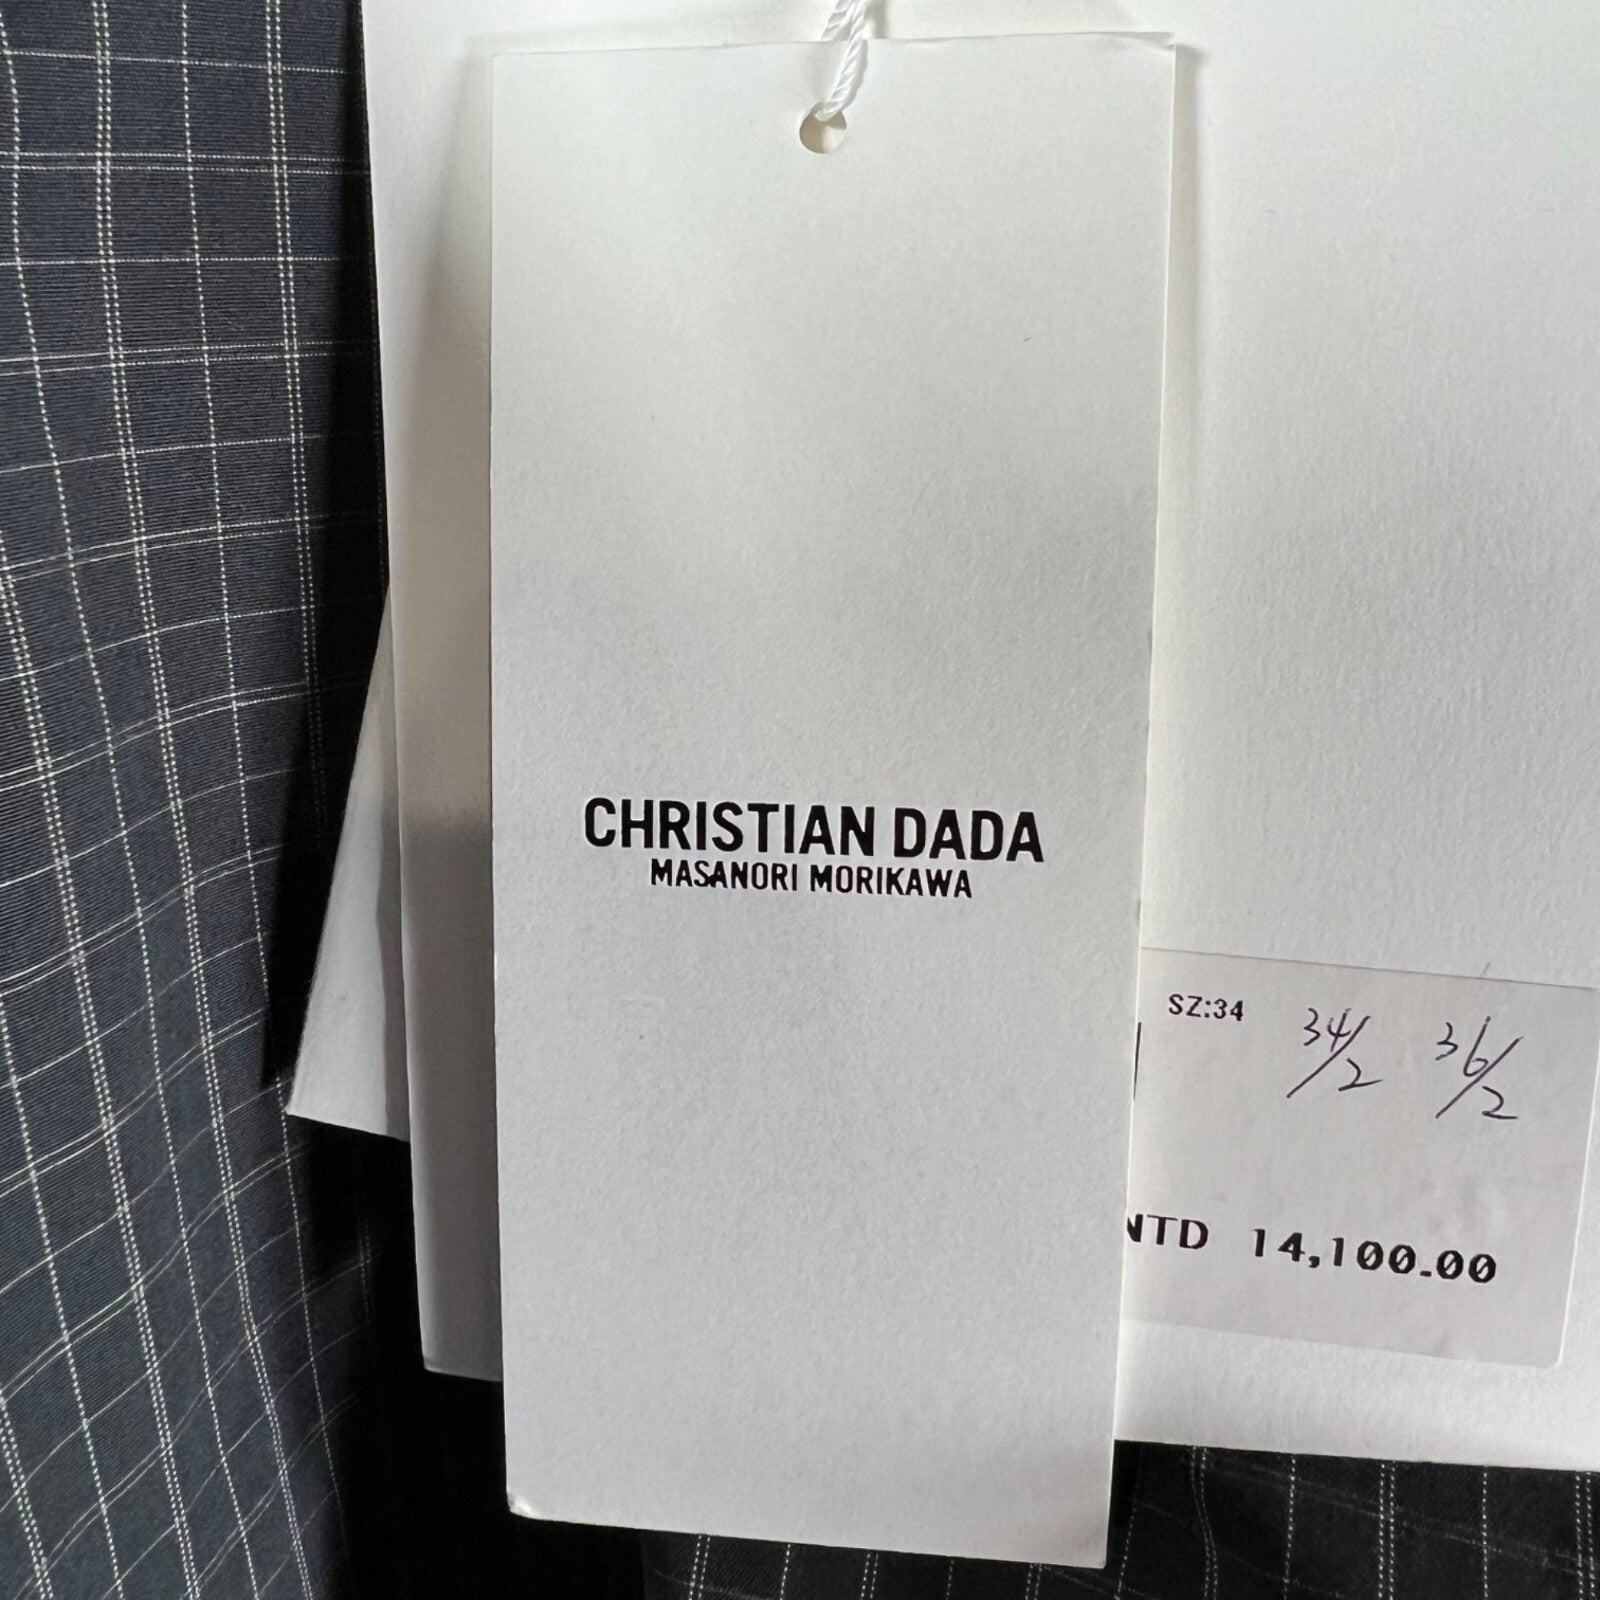 CHRISTIAN DADA
MASANORI MORIKAWA
SZ:34
34/2 36/2
NTD 14,100.00